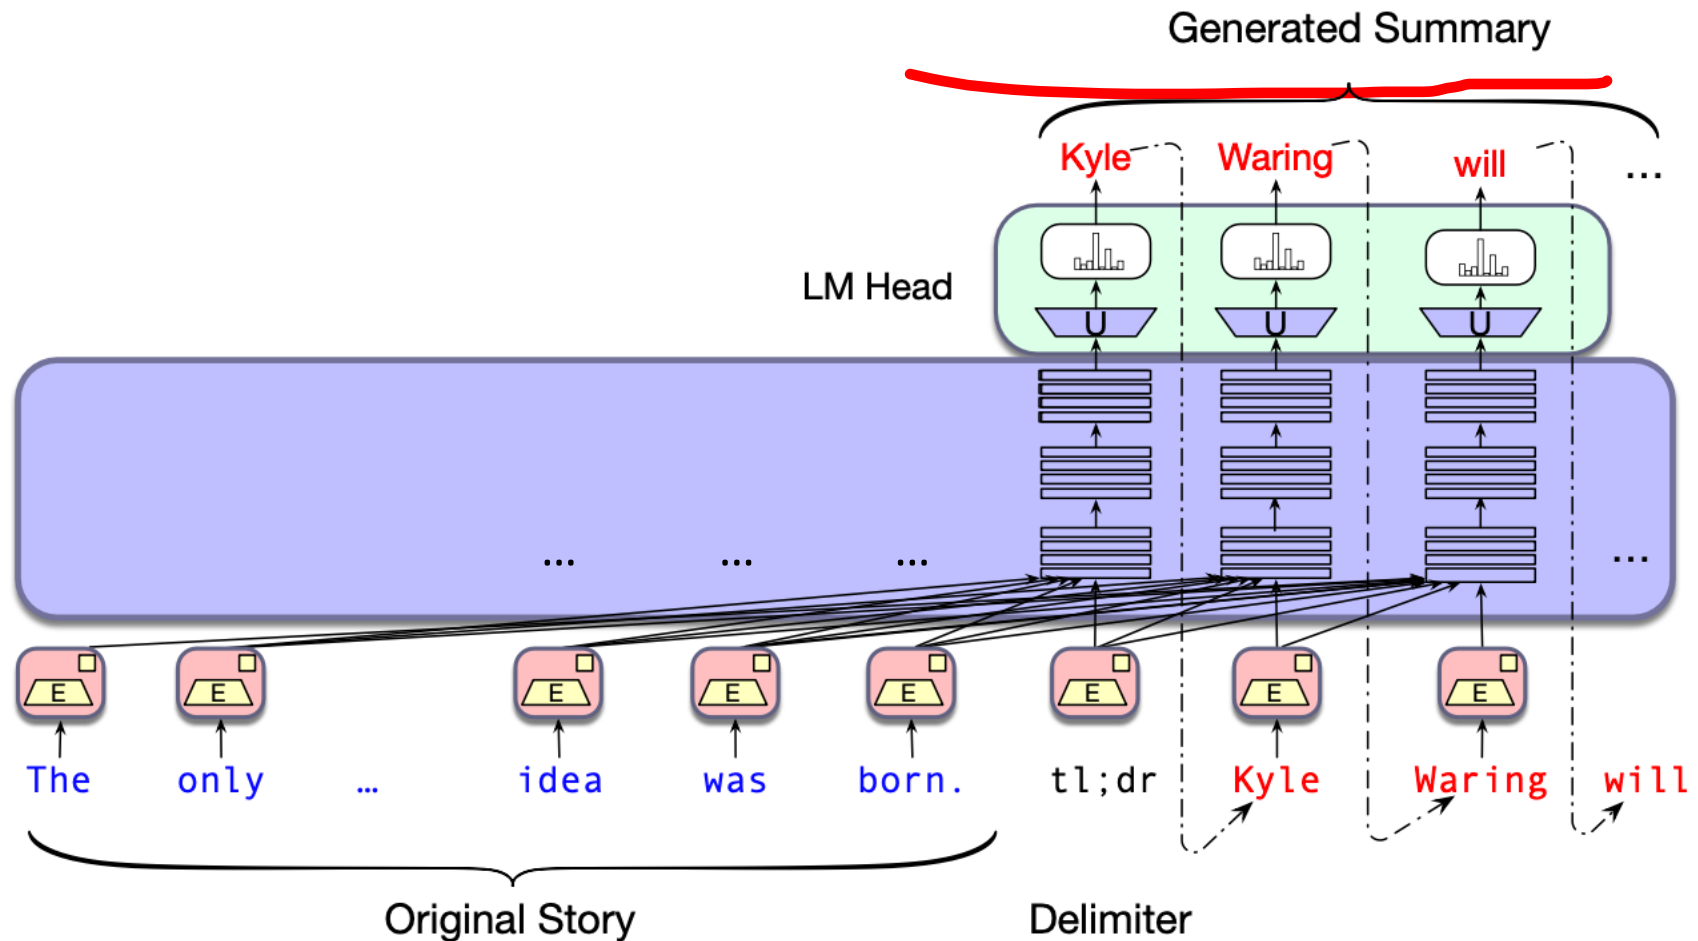 Generated Summary
Kyle Waring will ...
LM Head
U U U
... ... ... ...
E E E E E E E E
The only ... idea was born. tl;dr Kyle Waring will
Original Story Delimiter